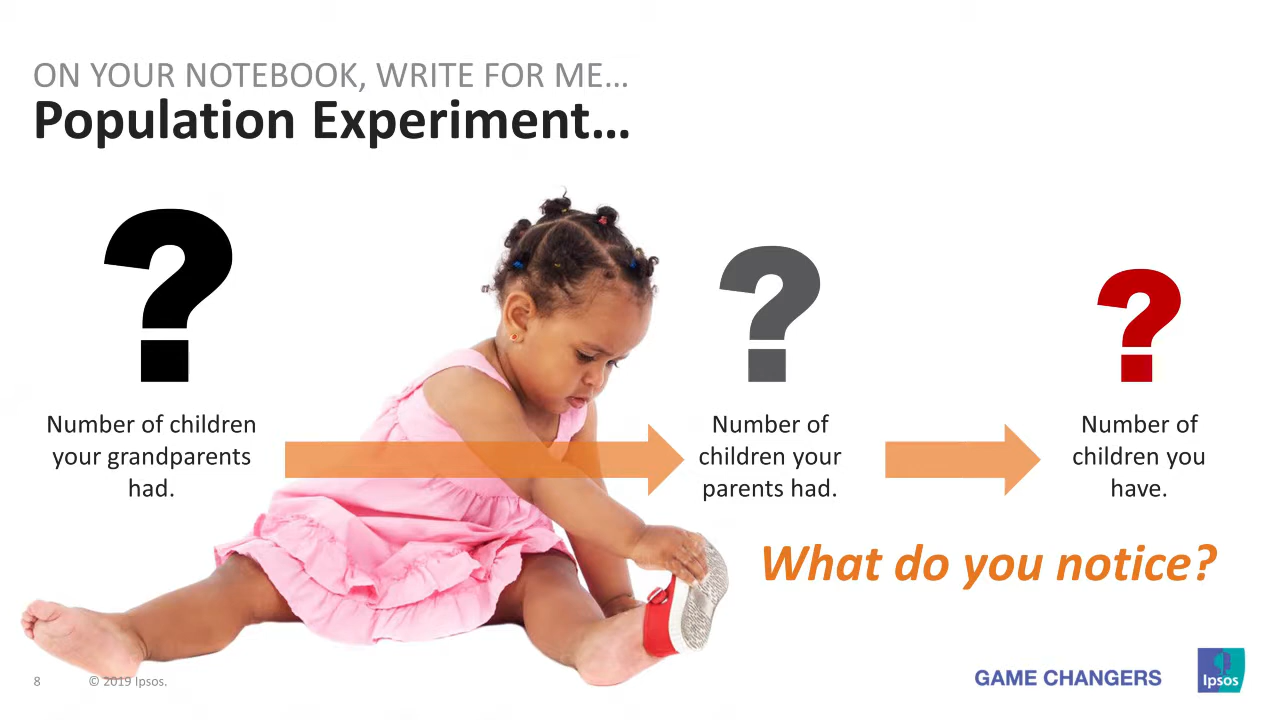 ON YOUR NOTEBOOK, WRITE FOR ME…
Population Experiment…
?
?
?
Number of children
your grandparents
had.
Number of
children your
parents had.
Number of
children you
have.
What do you notice?
8
© 2019 Ipsos.
GAME CHANGERS
Ipsos